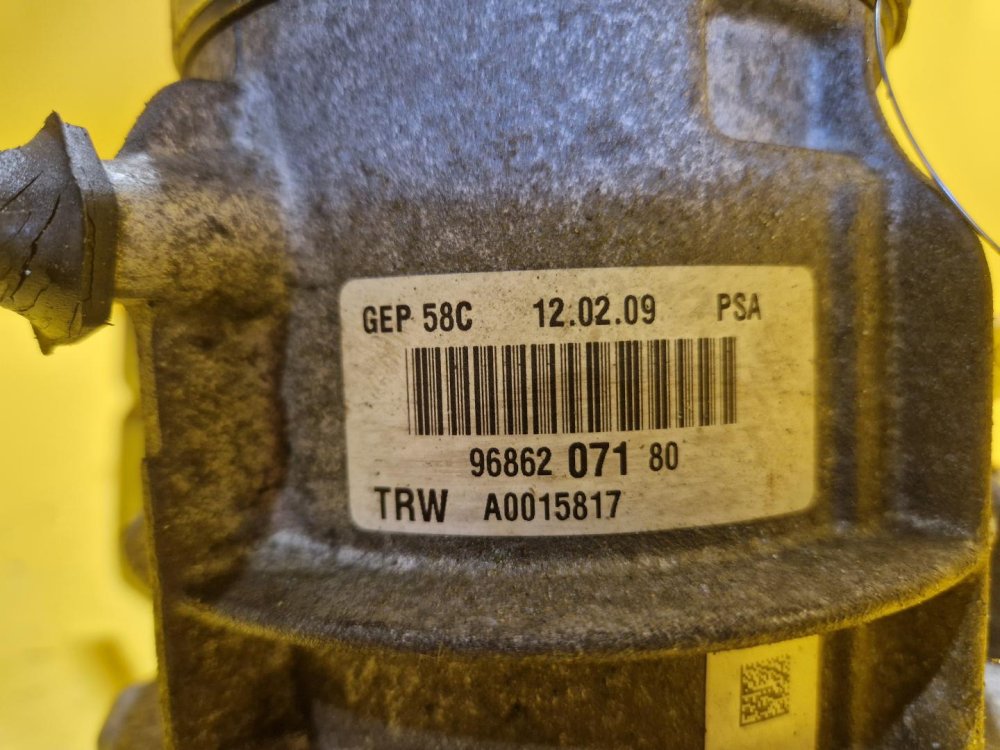 GEP 58C 12.02.09 PSA
96862 071 80
TRW A0015817